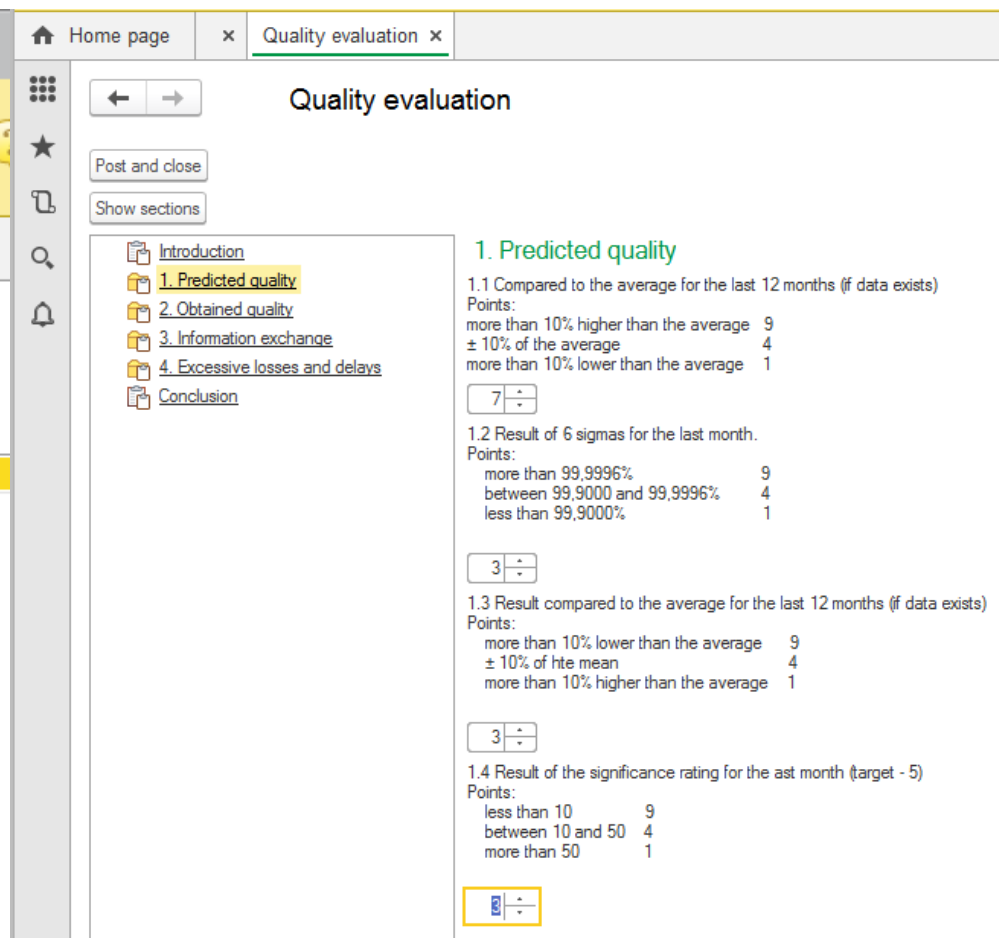 Home page × Quality evaluation ×
Quality evaluation
Post and close
Show sections
Introduction
1. Predicted quality
2. Obtained quality
3. Information exchange
4. Excessive losses and delays
Conclusion
1. Predicted quality
1.1 Compared to the average for the last 12 months (if data exists)
Points:
more than 10% higher than the average 9
± 10% of the average 4
more than 10% lower than the average 1
7
1.2 Result of 6 sigmas for the last month.
Points:
more than 99,9996% 9
between 99,9000 and 99,9996% 4
less than 99,9000% 1
3
1.3 Result compared to the average for the last 12 months (if data exists)
Points:
more than 10% lower than the average 9
± 10% of hte mean 4
more than 10% higher than the average 1
3
1.4 Result of the significance rating for the ast month (target - 5)
Points:
less than 10 9
between 10 and 50 4
more than 50 1
3